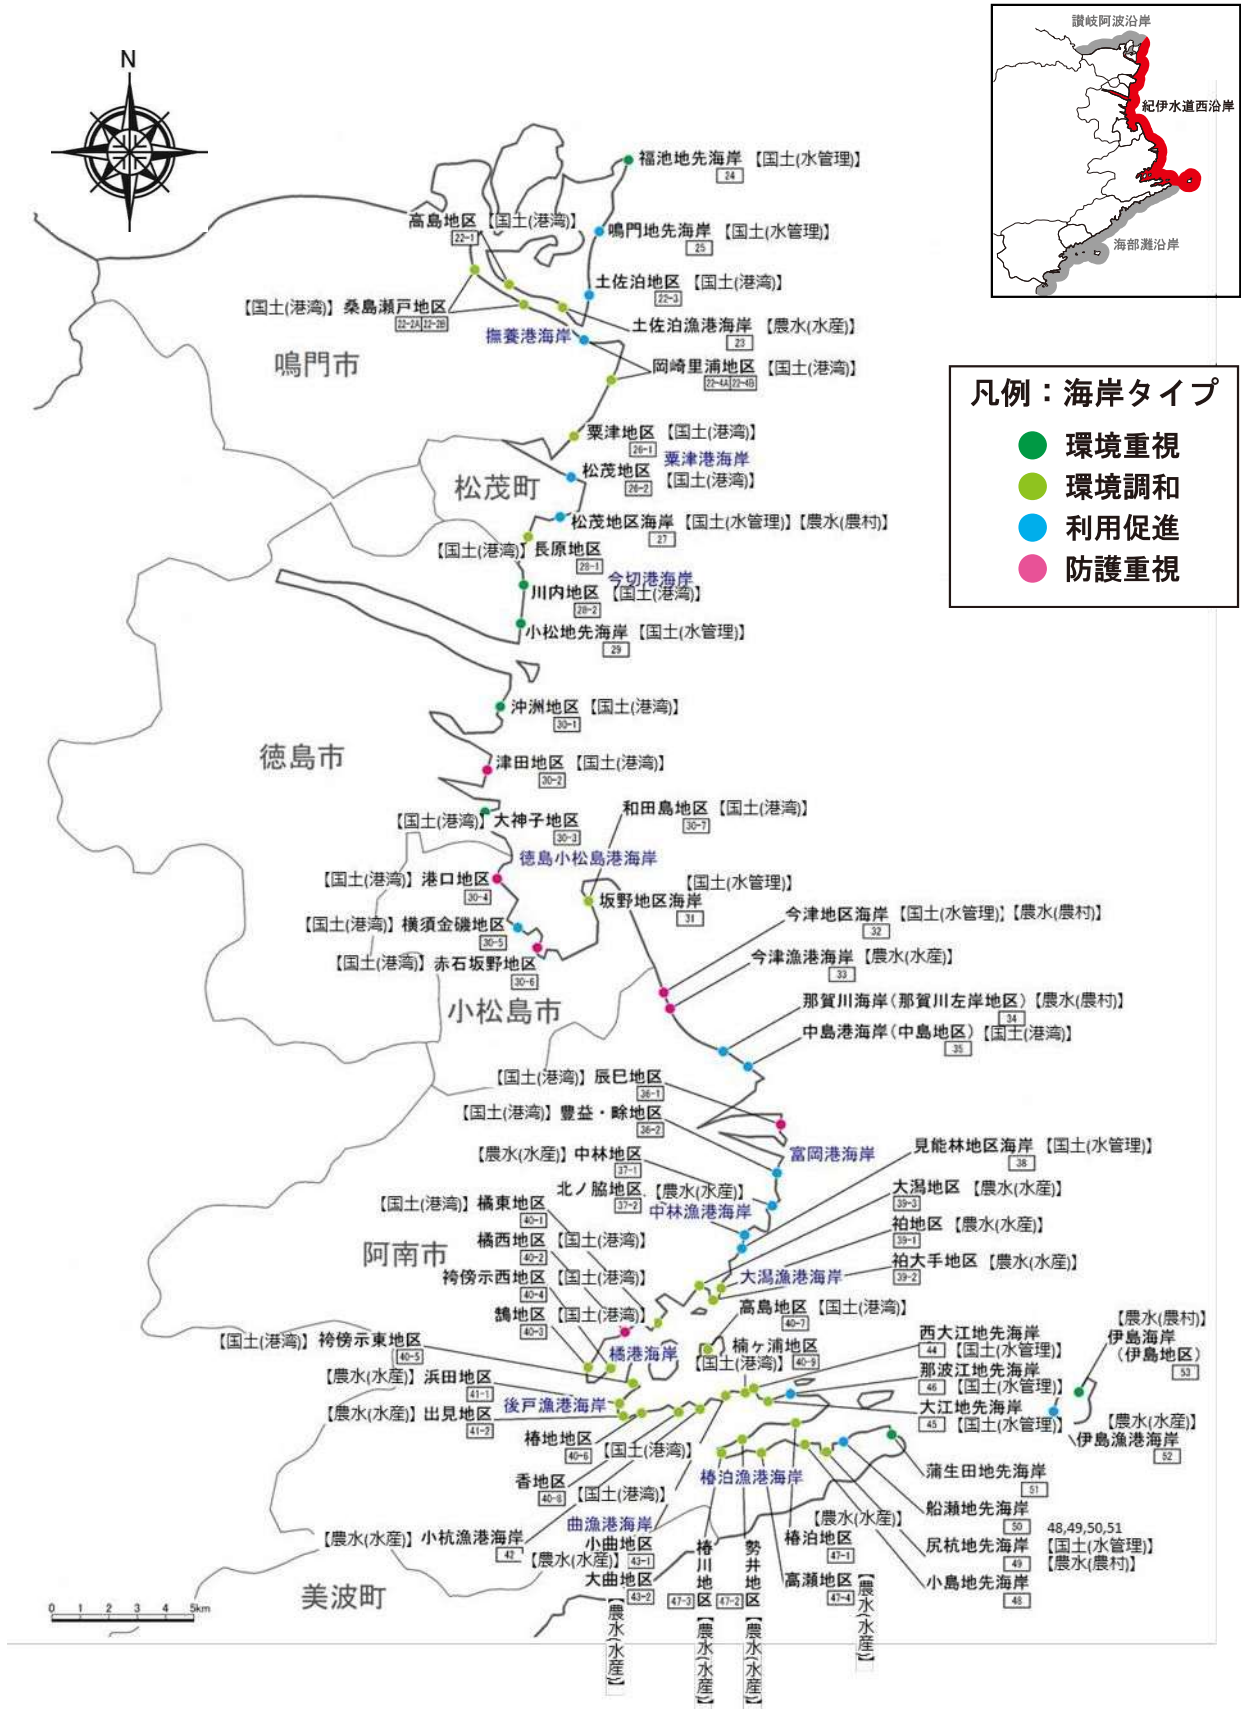 讃岐阿波沿岸
紀伊水道西沿岸
海部灘沿岸
N
凡例：海岸タイプ
環境重視
環境調和
利用促進
防護重視
福池地先海岸 【国土(水管理)】
24
高島地区 【国土(港湾)】
22-1
鳴門地先海岸 【国土(水管理)】
25
土佐泊地区 【国土(港湾)】
22-3
【国土(港湾)】 桑島瀬戸地区
22-2A 22-2B
土佐泊漁港海岸 【農水(水産)】
23
撫養港海岸
鳴門市
岡崎里浦地区 【国土(港湾)】
22-4A 22-4B
粟津地区 【国土(港湾)】
26-1
粟津港海岸
松茂地区 【国土(港湾)】
26-2
松茂町
松茂地区海岸 【国土(水管理)】【農水(農村)】
27
【国土(港湾)】 長原地区
28-1
今切港海岸
川内地区 【国土(港湾)】
28-2
小松地先海岸 【国土(水管理)】
29
沖洲地区 【国土(港湾)】
30-1
徳島市
津田地区 【国土(港湾)】
30-2
和田島地区 【国土(港湾)】
30-7
【国土(港湾)】 大神子地区
30-3
徳島小松島港海岸
【国土(港湾)】 港口地区
30-4
【国土(水管理)】
坂野地区海岸
31
【国土(港湾)】 横須金磯地区
30-5
今津地区海岸 【国土(水管理)】【農水(農村)】
32
【国土(港湾)】 赤石坂野地区
30-6
今津漁港海岸 【農水(水産)】
33
小松島市
那賀川海岸（那賀川左岸地区）【農水(農村)】
34
中島港海岸（中島地区）【国土(港湾)】
35
【国土(港湾)】 辰巳地区
36-1
【国土(港湾)】 豊益・畭地区
36-2
富岡港海岸
見能林地区海岸 【国土(水管理)】
38
【農水(水産)】 中林地区
37-1
北ノ脇地区 【農水(水産)】
37-2
中林漁港海岸
大潟地区 【農水(水産)】
39-3
【国土(港湾)】 橘東地区
40-1
袙地区 【農水(水産)】
39-1
阿南市
橘西地区 【国土(港湾)】
40-2
袙大手地区 【農水(水産)】
39-2
大潟漁港海岸
袴傍示西地区 【国土(港湾)】
40-4
高島地区 【国土(港湾)】
40-7
鵠地区 【国土(港湾)】
40-3
【国土(港湾)】 袴傍示東地区
40-5
橘港海岸
楠ヶ浦地区
【国土(港湾)】 40-9
西大江地先海岸
44 【国土(水管理)】
【農水(農村)】
伊島海岸
（伊島地区）
53
那波江地先海岸
46 【国土(水管理)】
【農水(水産)】 浜田地区
41-1
後戸漁港海岸
大江地先海岸
45 【国土(水管理)】
【農水(水産)】 出見地区
41-2
【農水(水産)】
伊島漁港海岸
52
椿地地区
40-6 【国土(港湾)】
椿泊漁港海岸
蒲生田地先海岸
51
香地区
40-8 【国土(港湾)】
船瀬地先海岸
50
曲漁港海岸
【農水(水産)】 小杭漁港海岸
42
48,49,50,51
【国土(水管理)】
【農水(農村)】
尻杭地先海岸
49
小島地先海岸
48
小曲地区
【農水(水産)】 43-1
大曲地区
43-2
【農水(水産)】
椿川地区
47-3
【農水(水産)】
勢井地区
47-2
【農水(水産)】
【農水(水産)】
椿泊地区
47-1
高瀬地区
47-4
【農水(水産)】
美波町
0 1 2 3 4 5km